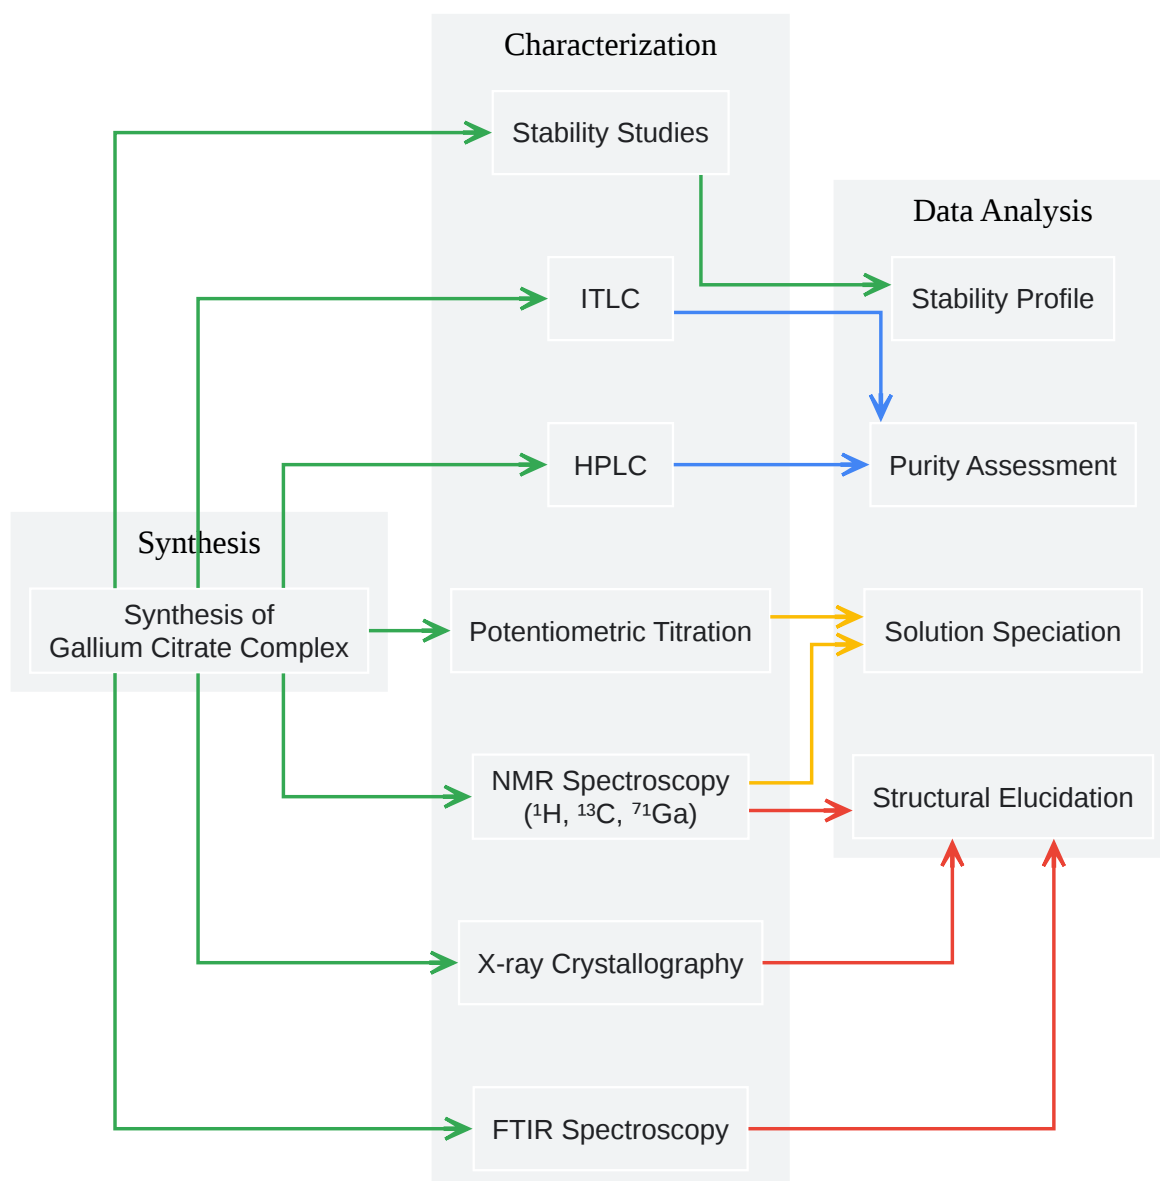 Characterization
Stability Studies
Data Analysis
ITLC
Stability Profile
HPLC
Purity Assessment
Synthesis
Synthesis of
Gallium Citrate Complex
Potentiometric Titration
Solution Speciation
NMR Spectroscopy
(¹H, ¹³C, ⁷¹Ga)
Structural Elucidation
X-ray Crystallography
FTIR Spectroscopy